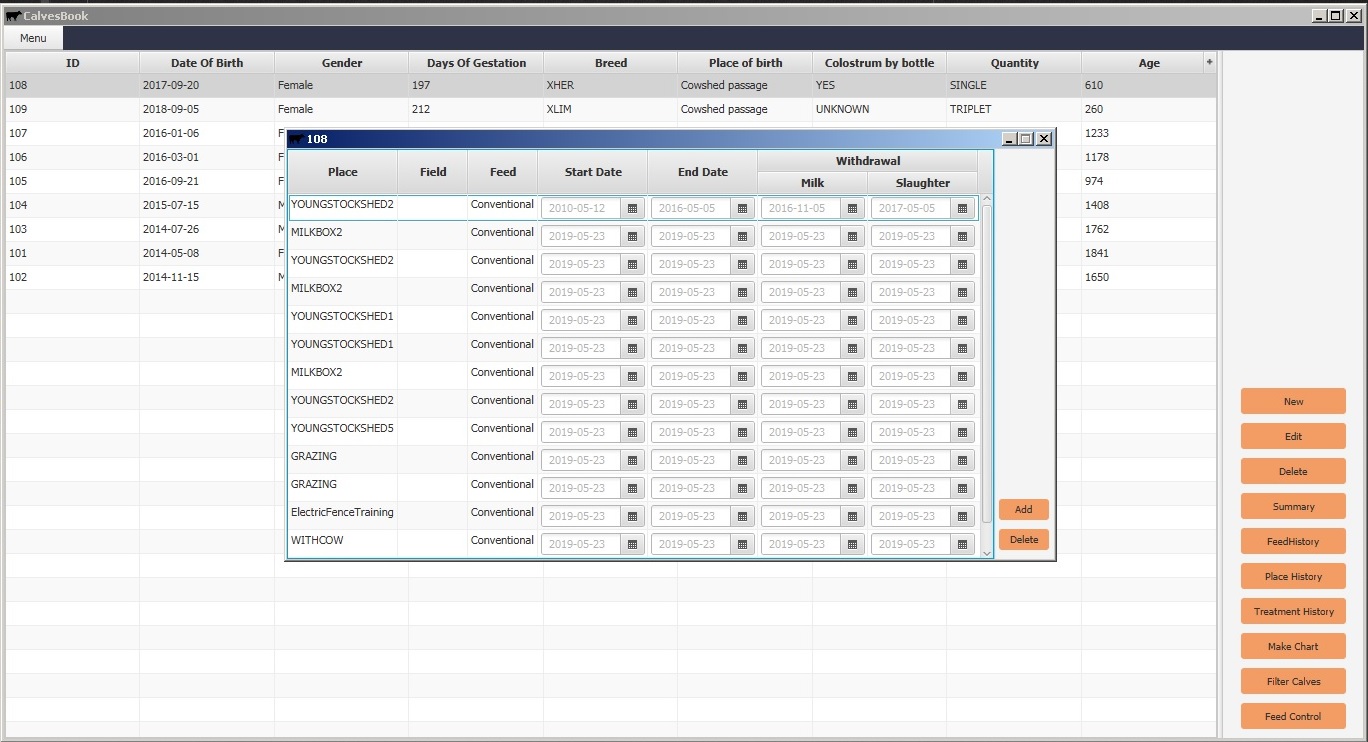 CalvesBook
Menu
ID Date Of Birth Gender Days Of Gestation Breed Place of birth Colostrum by bottle Quantity Age +
108 2017-09-20 Female 197 XHER Cowshed passage YES SINGLE 610
109 2018-09-05 Female 212 XLIM Cowshed passage UNKNOWN TRIPLET 260
107 2016-01-06 F 1233
106 2016-03-01 F 1178
105 2016-09-21 F 974
104 2015-07-15 M 1408
103 2014-07-26 M 1762
101 2014-05-08 F 1841
102 2014-11-15 M 1650
108
Place Field Feed Start Date End Date Withdrawal
Milk Slaughter
YOUNGSTOCKSHED2 Conventional 2010-05-12 2016-05-05 2016-11-05 2017-05-05
MILKBOX2 Conventional 2019-05-23 2019-05-23 2019-05-23 2019-05-23
YOUNGSTOCKSHED2 Conventional 2019-05-23 2019-05-23 2019-05-23 2019-05-23
MILKBOX2 Conventional 2019-05-23 2019-05-23 2019-05-23 2019-05-23
YOUNGSTOCKSHED1 Conventional 2019-05-23 2019-05-23 2019-05-23 2019-05-23
YOUNGSTOCKSHED1 Conventional 2019-05-23 2019-05-23 2019-05-23 2019-05-23
MILKBOX2 Conventional 2019-05-23 2019-05-23 2019-05-23 2019-05-23
YOUNGSTOCKSHED2 Conventional 2019-05-23 2019-05-23 2019-05-23 2019-05-23
YOUNGSTOCKSHED5 Conventional 2019-05-23 2019-05-23 2019-05-23 2019-05-23
GRAZING Conventional 2019-05-23 2019-05-23 2019-05-23 2019-05-23
GRAZING Conventional 2019-05-23 2019-05-23 2019-05-23 2019-05-23
ElectricFenceTraining Conventional 2019-05-23 2019-05-23 2019-05-23 2019-05-23
WITHCOW Conventional 2019-05-23 2019-05-23 2019-05-23 2019-05-23
Add
Delete
New
Edit
Delete
Summary
FeedHistory
Place History
Treatment History
Make Chart
Filter Calves
Feed Control